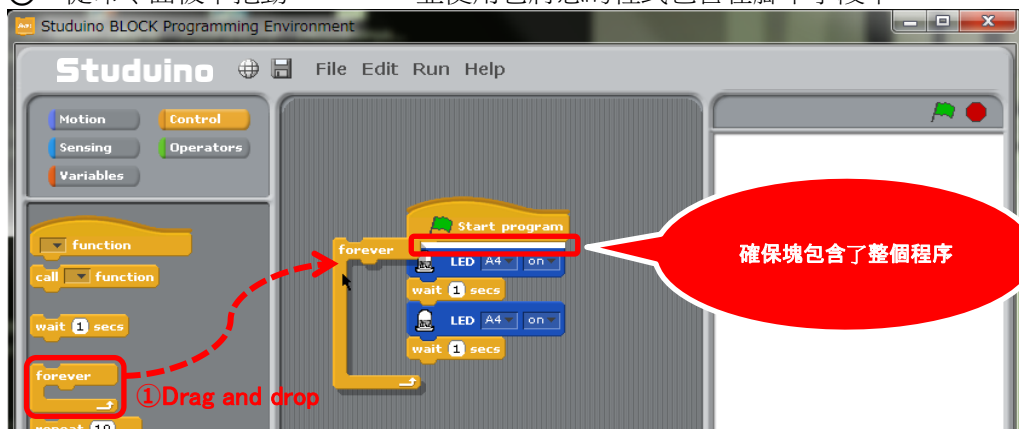 Studuino BLOCK Programming Environment
Studuino File Edit Run Help
Motion Control
Sensing Operators
Variables
function
call function
wait 1 secs
forever
repeat 10
①Drag and drop
forever
Start program
LED A4 on
wait 1 secs
LED A4 on
wait 1 secs
確保塊包含了整個程序